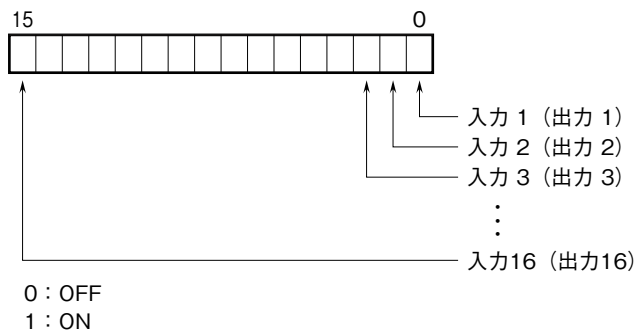 15 0
入力 1（出力 1）
入力 2（出力 2）
入力 3（出力 3）
⋮
入力16（出力16）
0：OFF
1：ON